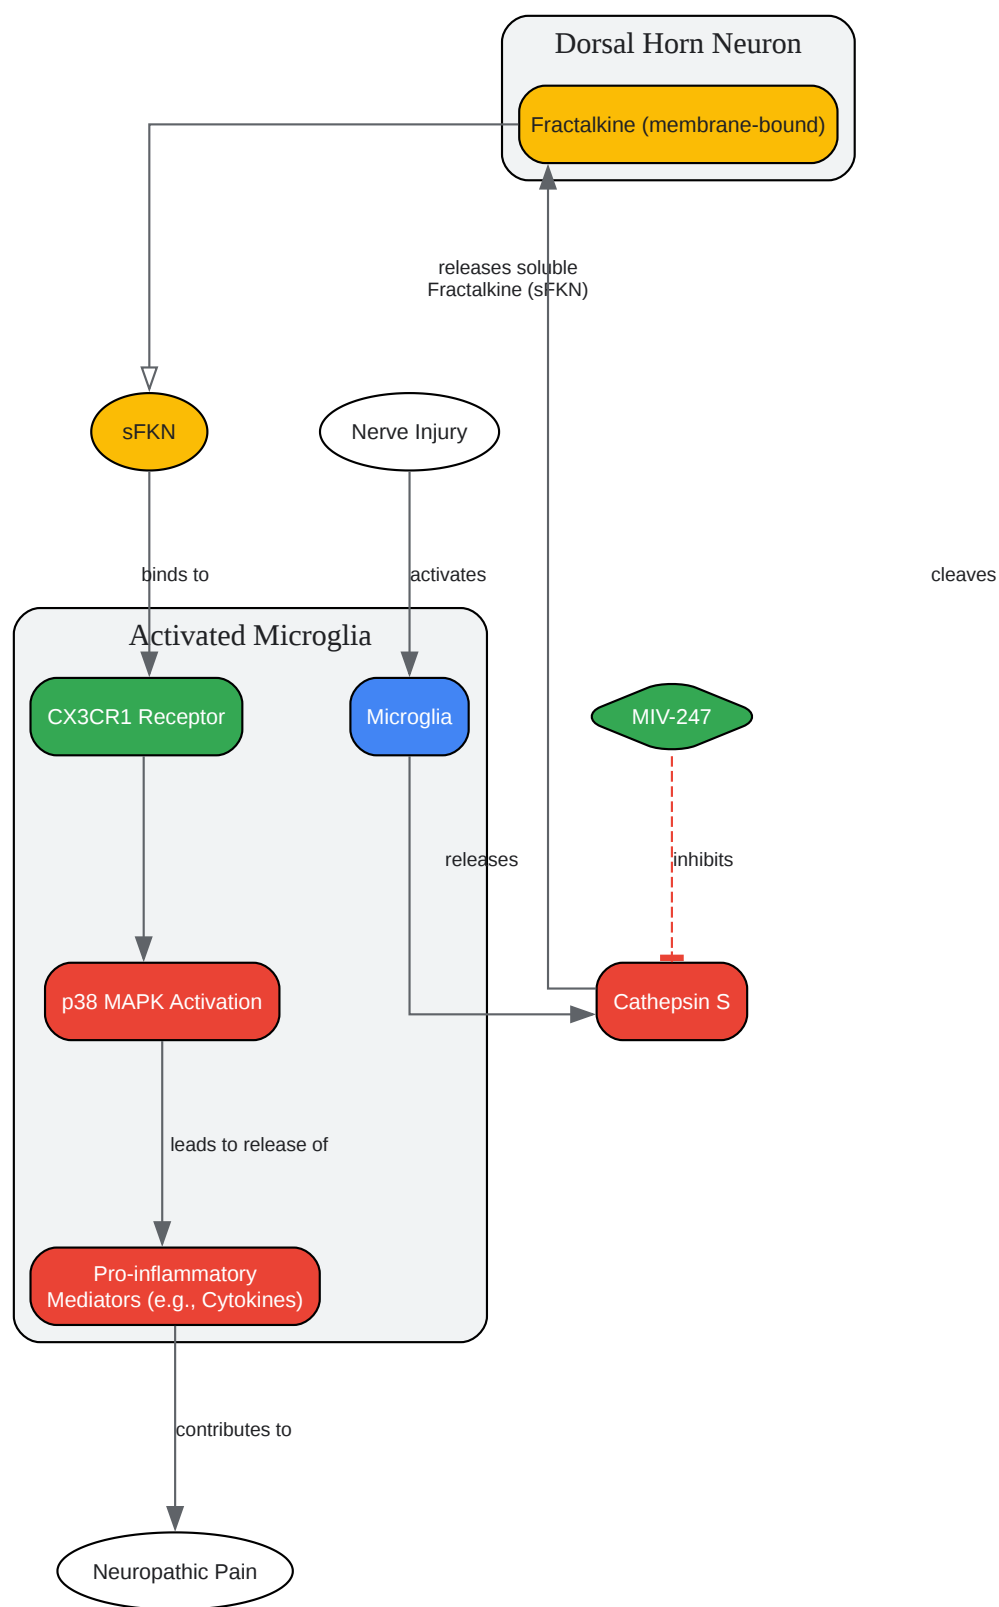 Dorsal Horn Neuron
Fractalkine (membrane-bound)
releases soluble
Fractalkine (sFKN)
sFKN
Nerve Injury
binds to
activates
cleaves
Activated Microglia
CX3CR1 Receptor
Microglia
MIV-247
releases
inhibits
p38 MAPK Activation
Cathepsin S
leads to release of
Pro-inflammatory
Mediators (e.g., Cytokines)
contributes to
Neuropathic Pain